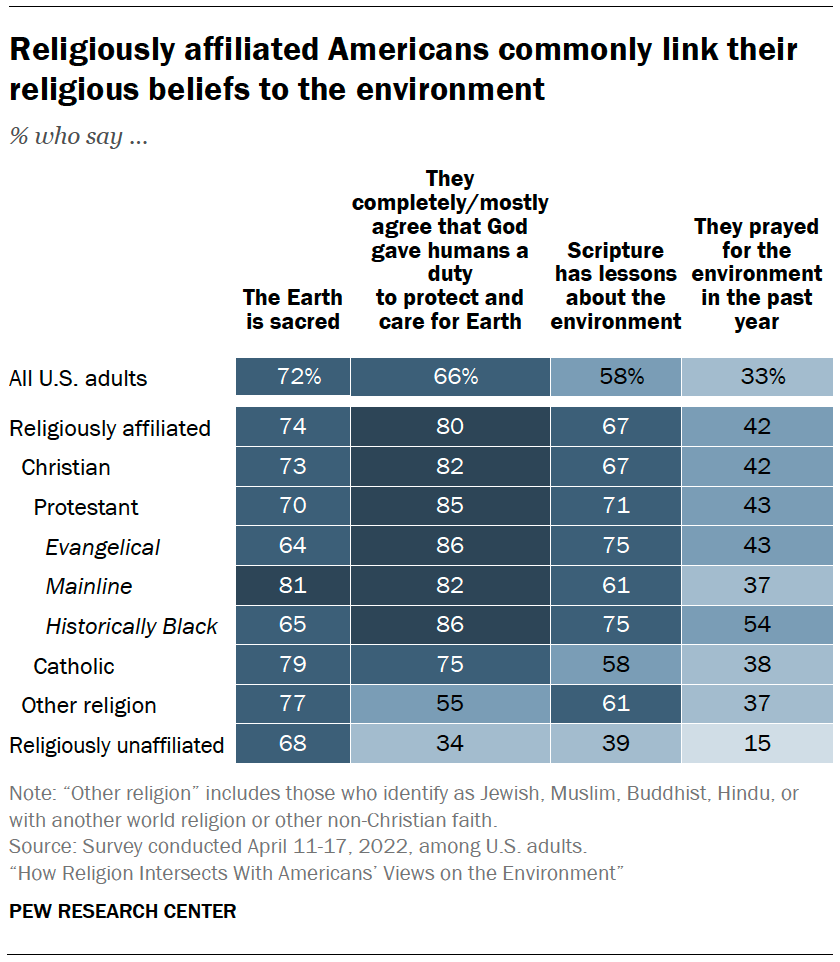 Religiously affiliated Americans commonly link their
religious beliefs to the environment
% who say ...
The Earth
is sacred
They
completely/mostly
agree that God
gave humans a
duty
to protect and
care for Earth
Scripture
has lessons
about the
environment
They prayed
for the
environment
in the past
year
All U.S. adults 72% 66% 58% 33%
Religiously affiliated 74 80 67 42
Christian 73 82 67 42
Protestant 70 85 71 43
Evangelical 64 86 75 43
Mainline 81 82 61 37
Historically Black 65 86 75 54
Catholic 79 75 58 38
Other religion 77 55 61 37
Religiously unaffiliated 68 34 39 15
Note: “Other religion” includes those who identify as Jewish, Muslim, Buddhist, Hindu, or
with another world religion or other non-Christian faith.
Source: Survey conducted April 11-17, 2022, among U.S. adults.
“How Religion Intersects With Americans’ Views on the Environment”
PEW RESEARCH CENTER